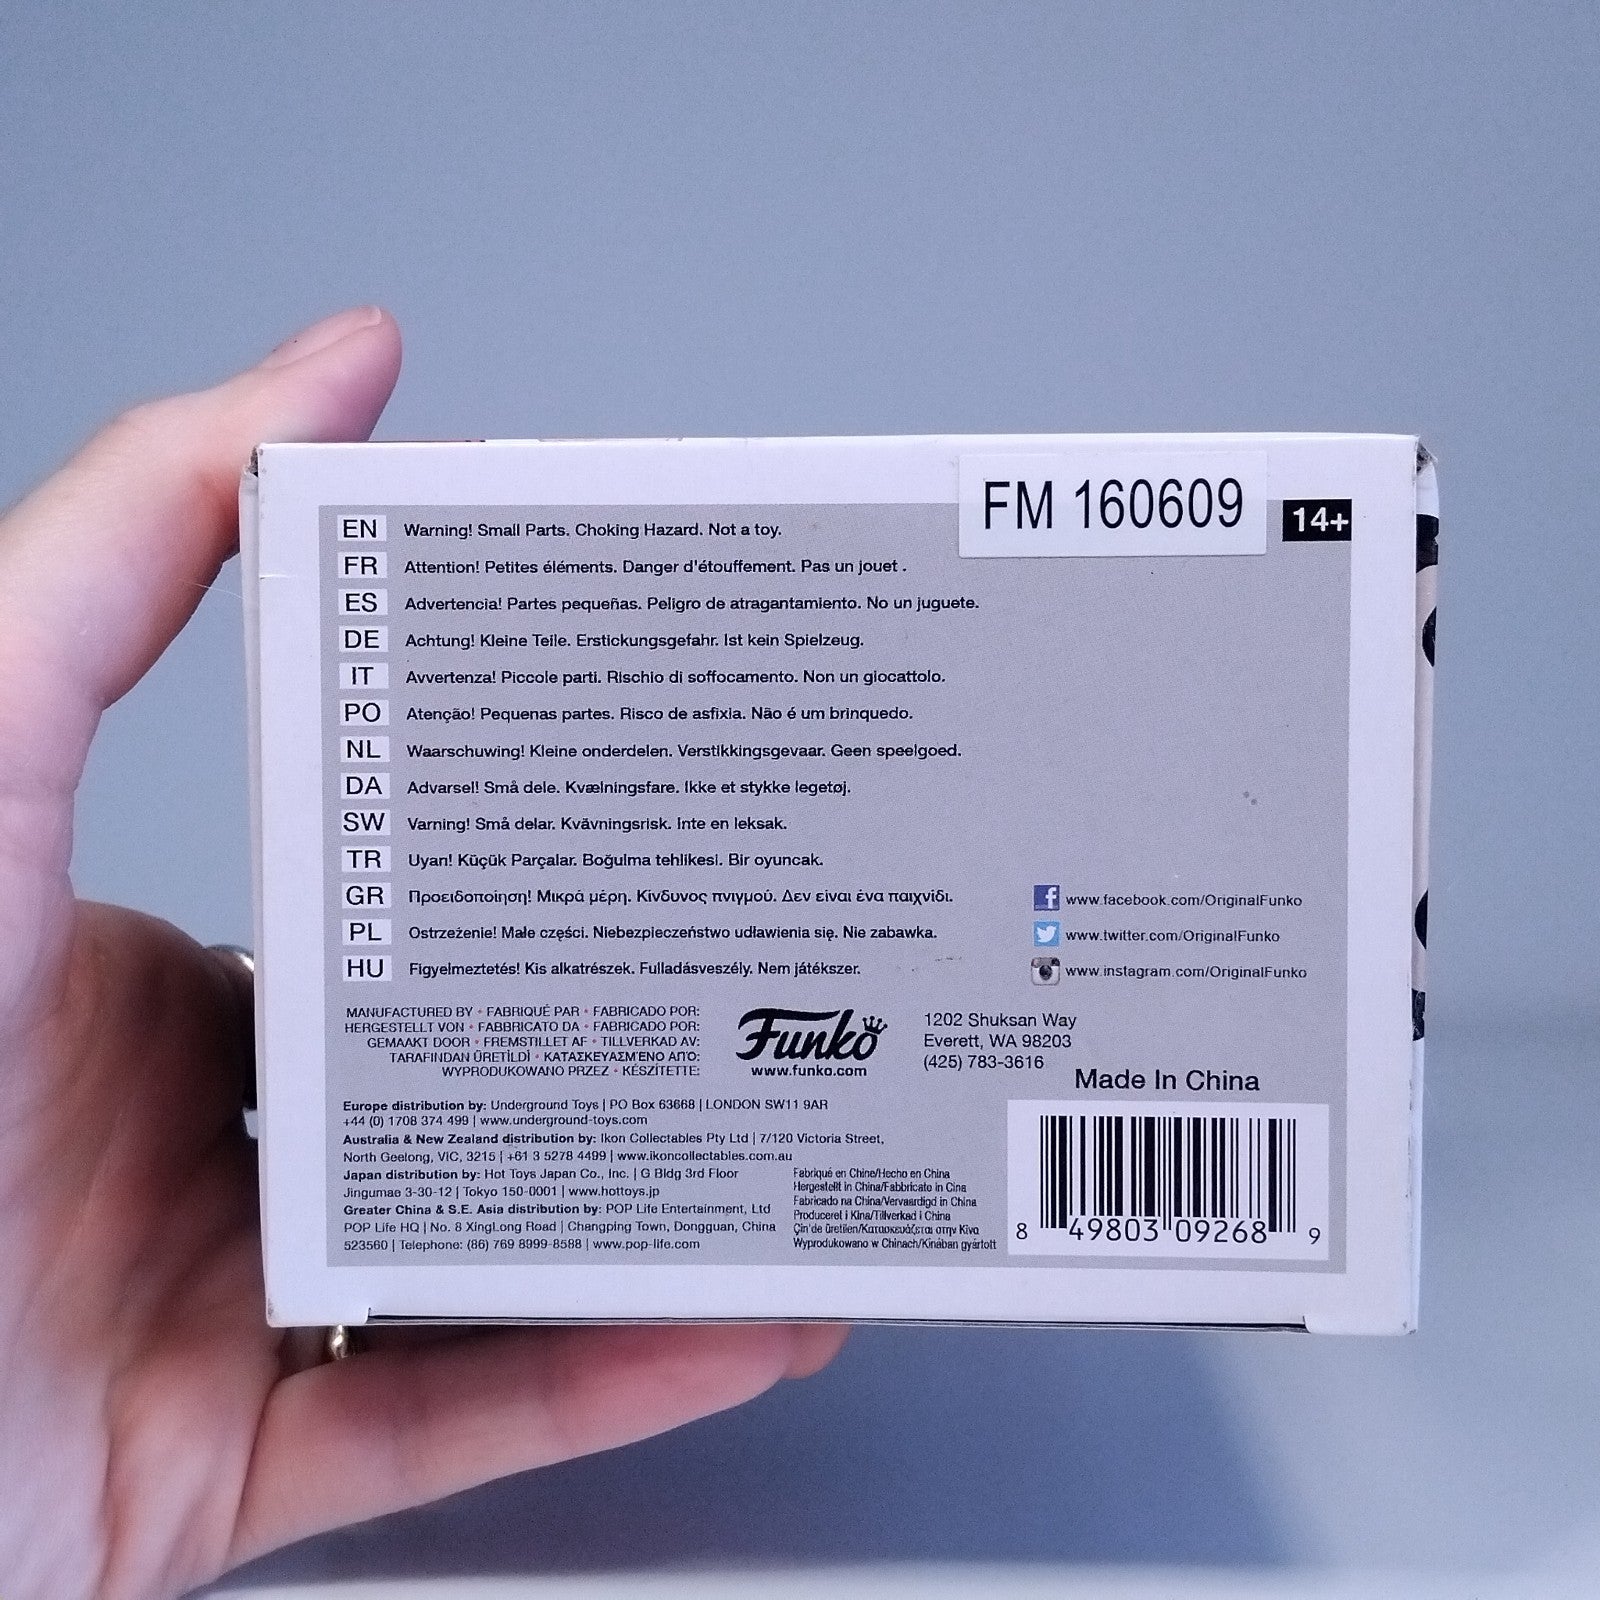 FM 160609
14+
EN Warning! Small Parts. Choking Hazard. Not a toy.
FR Attention! Petites éléments. Danger d'étouffement. Pas un jouet .
ES Advertencia! Partes pequeñas. Peligro de atragantamiento. No un juguete.
DE Achtung! Kleine Teile. Erstickungsgefahr. Ist kein Spielzeug.
IT Avvertenza! Piccole parti. Rischio di soffocamento. Non un giocattolo.
PO Atenção! Pequenas partes. Risco de asfixia. Não é um brinquedo.
NL Waarschuwing! Kleine onderdelen. Verstikkingsgevaar. Geen speelgoed.
DA Advarsel! Små dele. Kvælningsfare. Ikke et stykke legetøj.
SW Varning! Små delar. Kvävningsrisk. Inte en leksak.
TR Uyan! Küçük Parçalar. Boğulma tehlikesi. Bir oyuncak.
GR Προειδοποίηση! Μικρά μέρη. Κίνδυνος πνιγμού. Δεν είναι ένα παιχνίδι.
PL Ostrzeżenie! Małe części. Niebezpieczeństwo udławienia się. Nie zabawka.
HU Figyelmeztetés! Kis alkatrészek. Fulladásveszély. Nem játékszer.
www.facebook.com/OriginalFunko
www.twitter.com/OriginalFunko
www.instagram.com/OriginalFunko
MANUFACTURED BY • FABRIQUÉ PAR • FABRICADO POR:
HERGESTELLT VON • FABBRICATO DA • FABRICADO POR:
GEMAAKT DOOR • FREMSTILLET AF • TILLVERKAD AV:
TARAFINDAN ÜRETİLDİ • ΚΑΤΑΣΚΕΥΑΣΜΈΝΟ ΑΠΌ:
WYPRODUKOWANO PRZEZ • KÉSZÍTETTE:
Funko
www.funko.com
1202 Shuksan Way
Everett, WA 98203
(425) 783-3616
Made In China
Europe distribution by: Underground Toys | PO Box 63668 | LONDON SW11 9AR
+44 (0) 1708 374 499 | www.underground-toys.com
Australia & New Zealand distribution by: Ikon Collectables Pty Ltd | 7/120 Victoria Street,
North Geelong, VIC, 3215 | +61 3 5278 4499 | www.ikoncollectables.com.au
Japan distribution by: Hot Toys Japan Co., Inc. | G Bldg 3rd Floor
Jingumae 3-30-12 | Tokyo 150-0001 | www.hottoys.jp
Greater China & S.E. Asia distribution by: POP Life Entertainment, Ltd
POP Life HQ | No. 8 XingLong Road | Changping Town, Dongguan, China
523560 | Telephone: (86) 769 8999-8588 | www.pop-life.com
Fabriqué en Chine/Hecho en China
Hergestellt in China/Fabbricato in Cina
Fabricado na China/Vervaardigd in China
Produceret i Kina/Tillverkad i China
Çin'de üretilen/Κατασκευάζεται στην Κίνα
Wyprodukowano w Chinach/Kínában gyártott
8 49803 09268 9